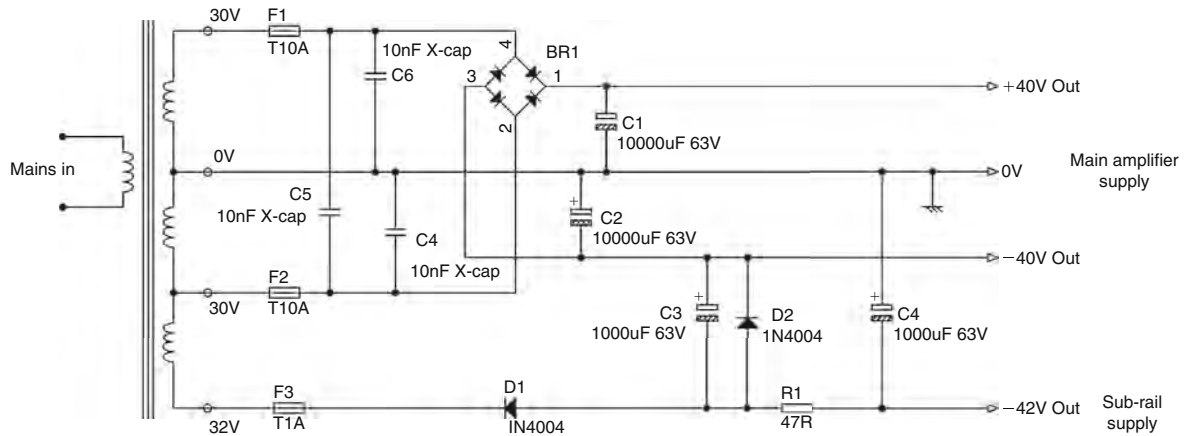 30V
F1
T10A
10nF X-cap
C6
4
BR1
3
1
2
+40V Out
C1
10000uF 63V
Mains in
0V
0V
Main amplifier
supply
C5
10nF X-cap
C4
10nF X-cap
+
C2
10000uF 63V
−40V Out
30V
F2
T10A
+
C3
1000uF 63V
D2
1N4004
+
C4
1000uF 63V
32V
F3
T1A
D1
IN4004
R1
47R
−42V Out
Sub-rail
supply